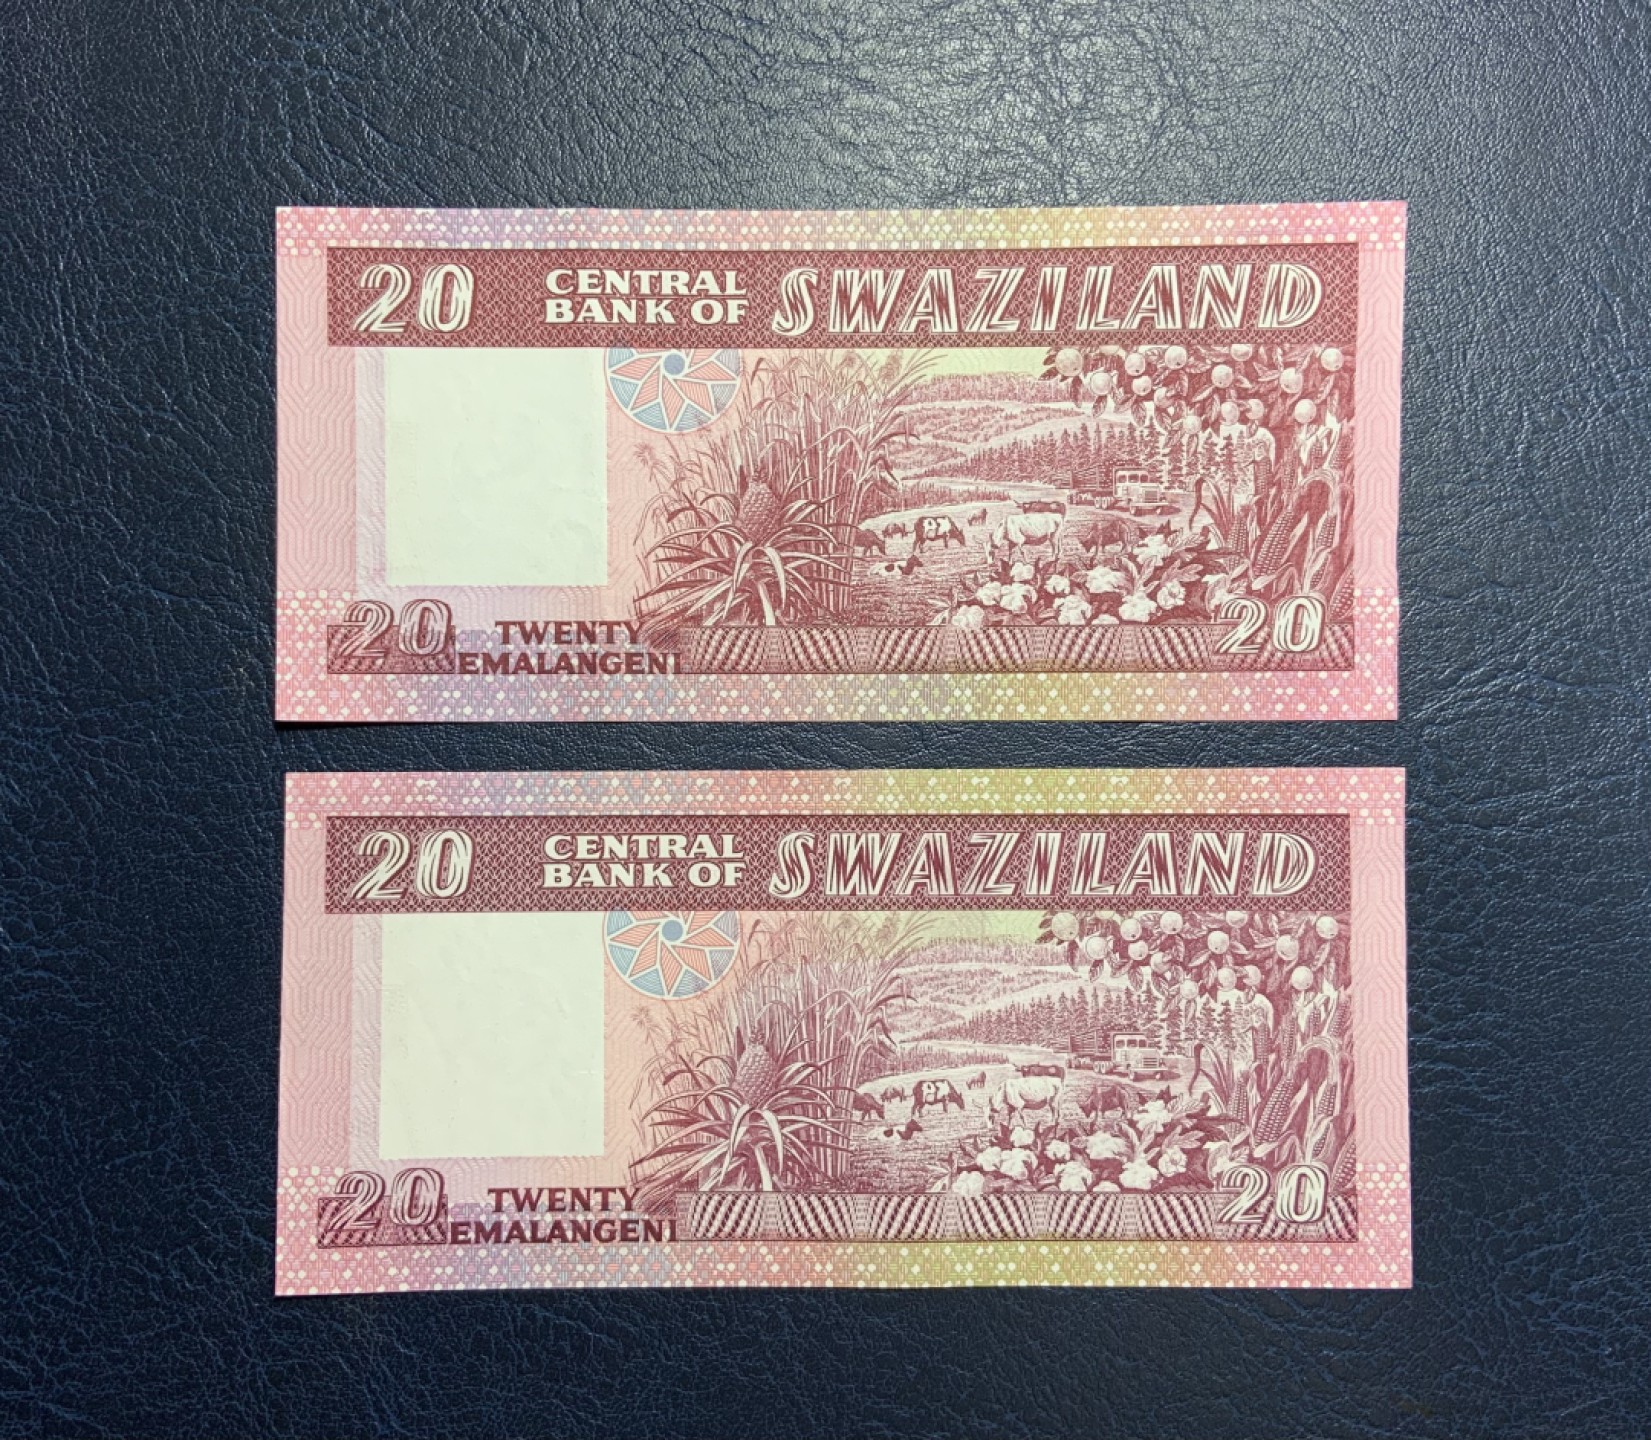 20 CENTRAL BANK OF SWAZILAND
20 TWENTY EMALANGENI 20
20 CENTRAL BANK OF SWAZILAND
20 TWENTY EMALANGENI 20